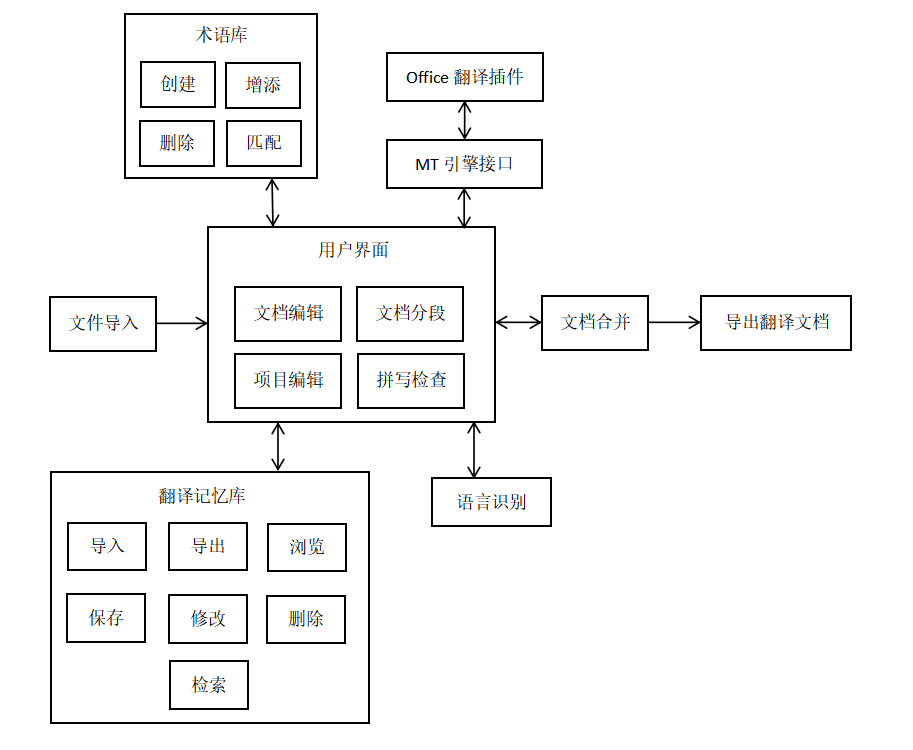 术语库
创建
增添
删除
匹配
Office 翻译插件
MT 引擎接口
用户界面
文档编辑
文档分段
项目编辑
拼写检查
文件导入
文档合并
导出翻译文档
翻译记忆库
导入
导出
浏览
保存
修改
删除
检索
语言识别